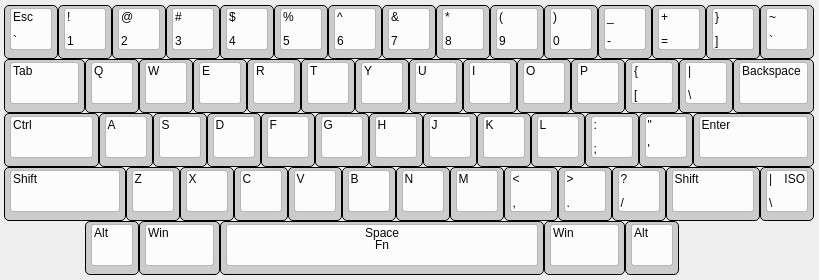 Esc ! @ # $ % ^ & * ( ) _ + } ~
` 1 2 3 4 5 6 7 8 9 0 - = ] `
Tab Q W E R T Y U I O P { | Backspace
[ \
Ctrl A S D F G H J K L : " Enter
; '
Shift Z X C V B N M < > ? Shift | ISO
, . / \
Alt Win Space Win Alt
Fn